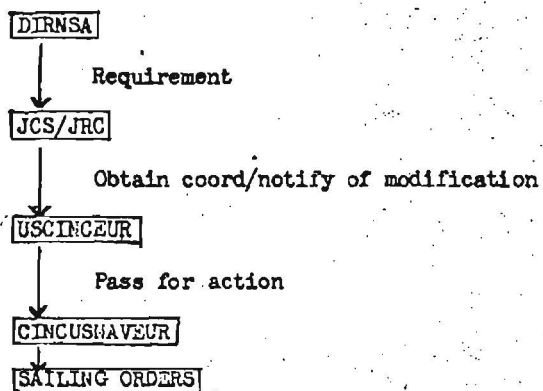 DIRNSA
Requirement
JCS/JRC
Obtain coord/notify of modification
USCINCEUR
Pass for action
CINCUSNAVEUR
SAILING ORDERS